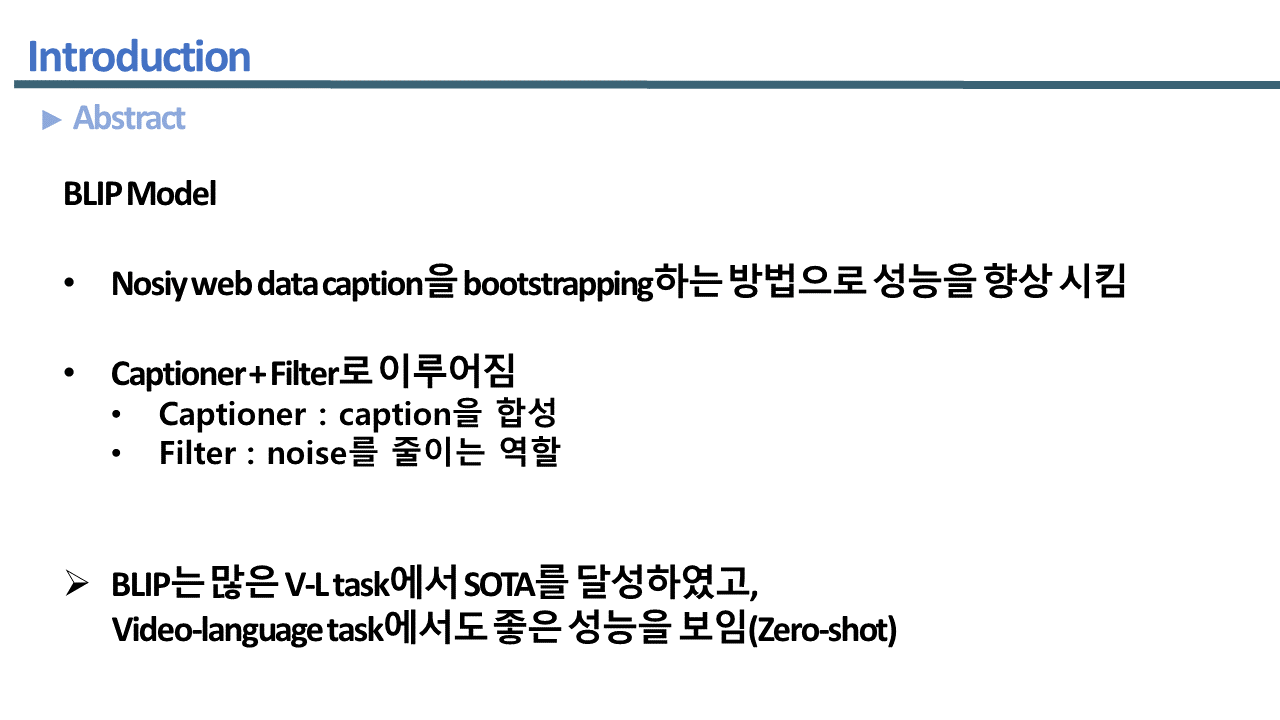 Introduction
► Abstract
BLIP Model
• Nosiy web data caption을 bootstrapping하는 방법으로 성능을 향상 시킴
• Captioner + Filter로 이루어짐
• Captioner : caption을 합성
• Filter : noise를 줄이는 역할
➢ BLIP는 많은 V-L task에서 SOTA를 달성하였고,
Video-language task에서도 좋은 성능을 보임(Zero-shot)